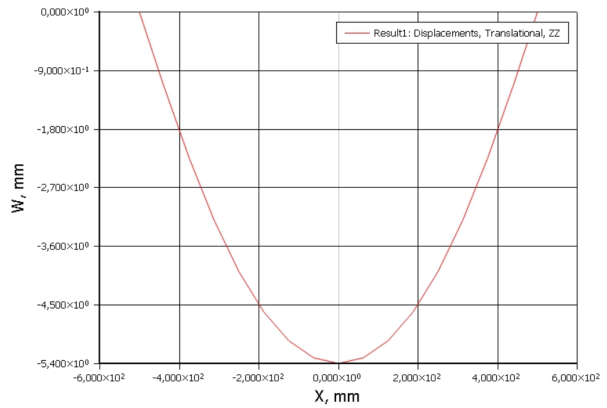 0,000×10⁰
Result1: Displacements, Translational, ZZ
-9,000×10⁻¹
-1,800×10⁰
-2,700×10⁰
W, mm
-3,600×10⁰
-4,500×10⁰
-5,400×10⁰
-6,000×10² -4,000×10² -2,000×10² 0,000×10⁰ 2,000×10² 4,000×10² 6,000×10²
X, mm